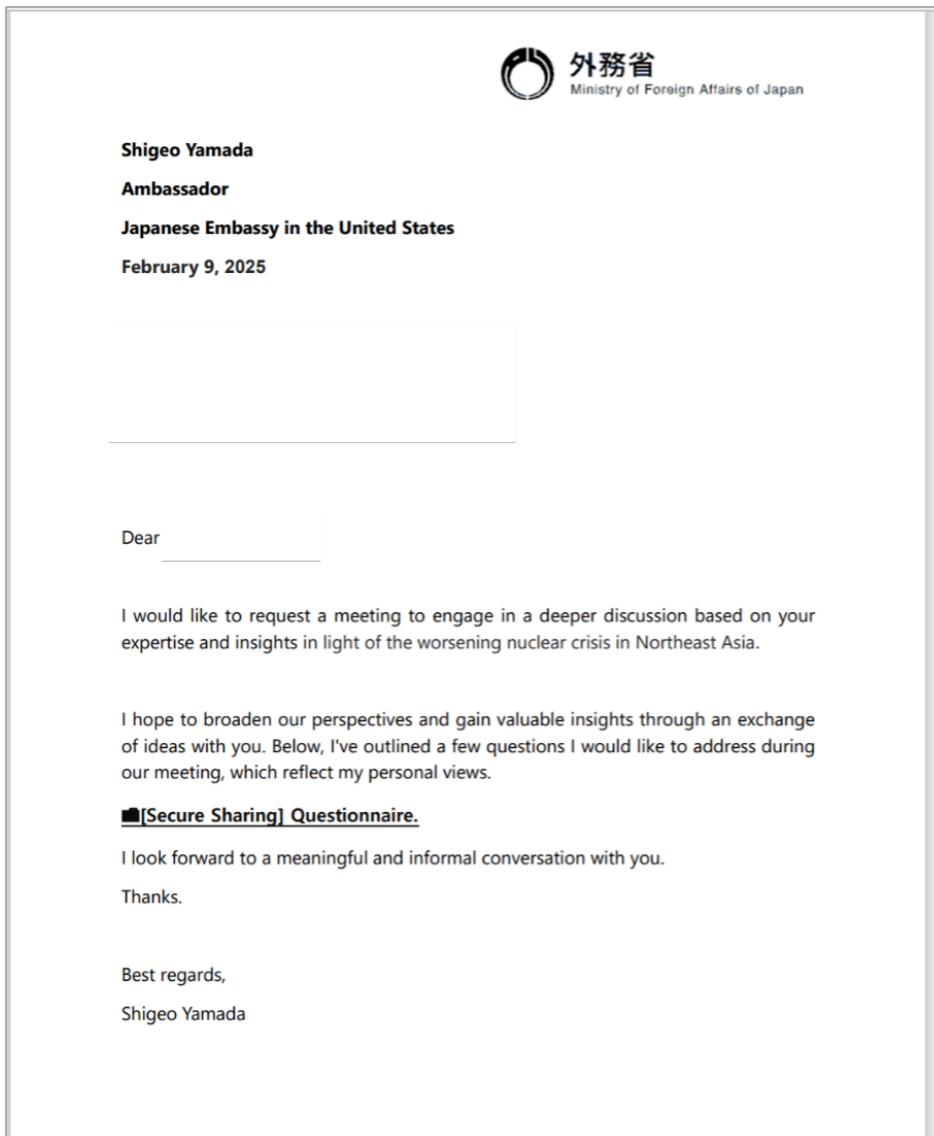 外務省
Ministry of Foreign Affairs of Japan
Shigeo Yamada
Ambassador
Japanese Embassy in the United States
February 9, 2025
Dear
I would like to request a meeting to engage in a deeper discussion based on your
expertise and insights in light of the worsening nuclear crisis in Northeast Asia.
I hope to broaden our perspectives and gain valuable insights through an exchange
of ideas with you. Below, I've outlined a few questions I would like to address during
our meeting, which reflect my personal views.
[Secure Sharing] Questionnaire.
I look forward to a meaningful and informal conversation with you.
Thanks.
Best regards,
Shigeo Yamada